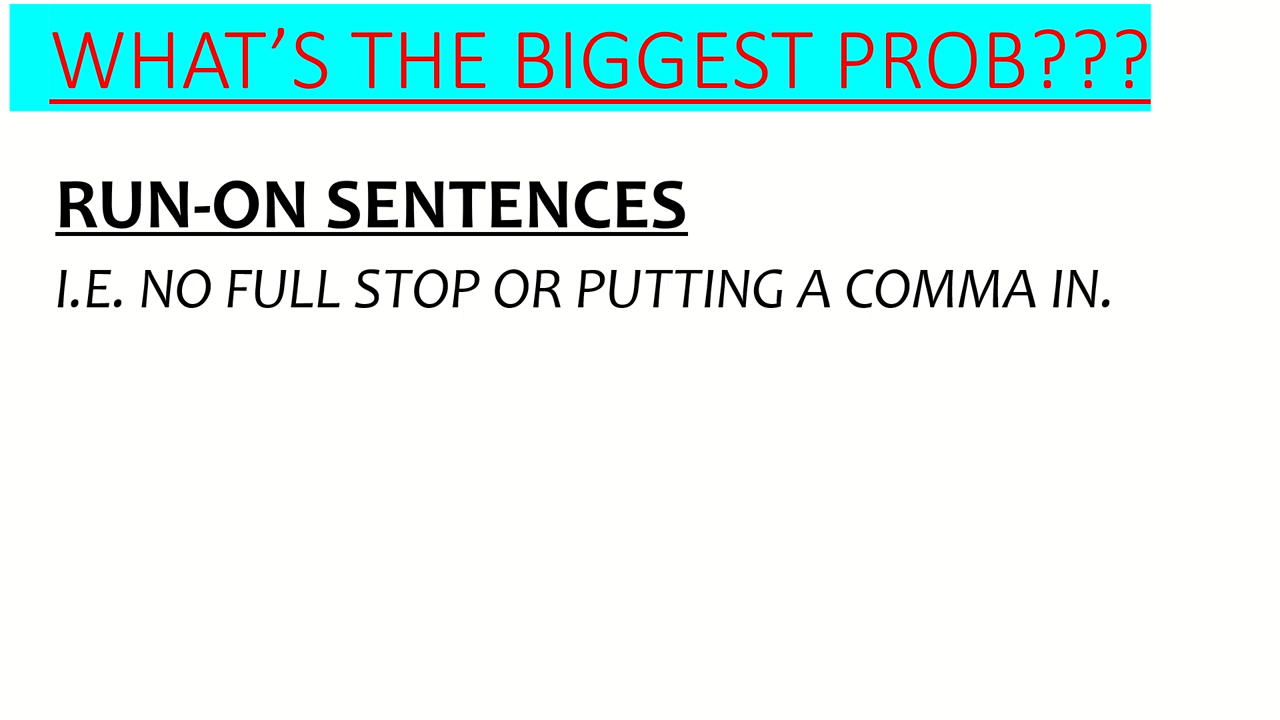 WHAT’S THE BIGGEST PROB???
RUN-ON SENTENCES
I.E. NO FULL STOP OR PUTTING A COMMA IN.